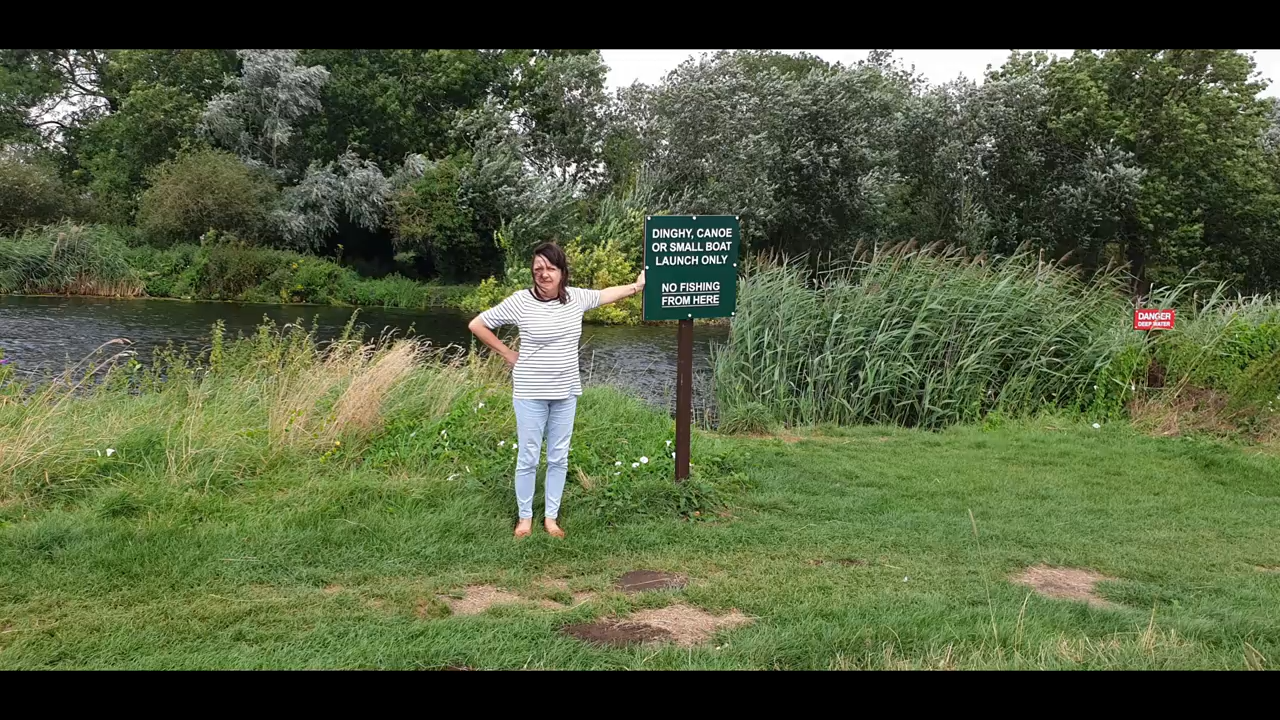 DINGHY, CANOE
OR SMALL BOAT
LAUNCH ONLY
NO FISHING
FROM HERE
DANGER
DEEP WATER